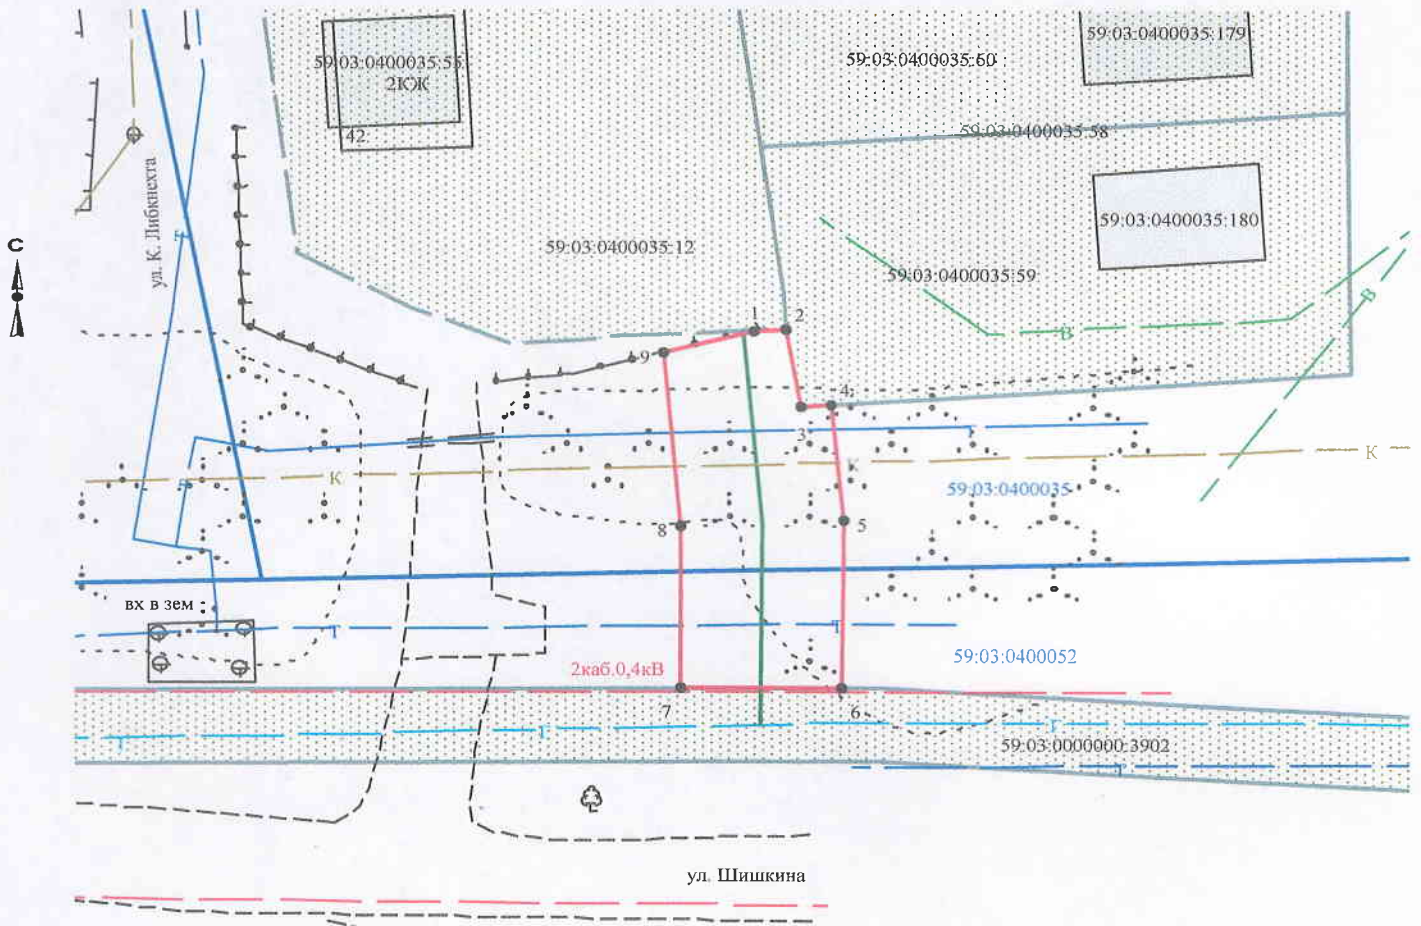 59:03:0400035:179
59:03:0400035:60
59:03:0400035:55
2КЖ
42
59:03:0400035:58
ул. К. Либкнехта
59:03:0400035:180
Т
С
59:03:0400035:12
59:03:0400035:59
В
В
1
2
9
4
3
Т
К
К
К
Т
59:03:0400035
8
5
вх в зем
Т
Т
59:03:0400052
2каб.0,4кВ
7
6
Г
Г
Г
59:03:0000000:3902
Т
ул. Шишкина